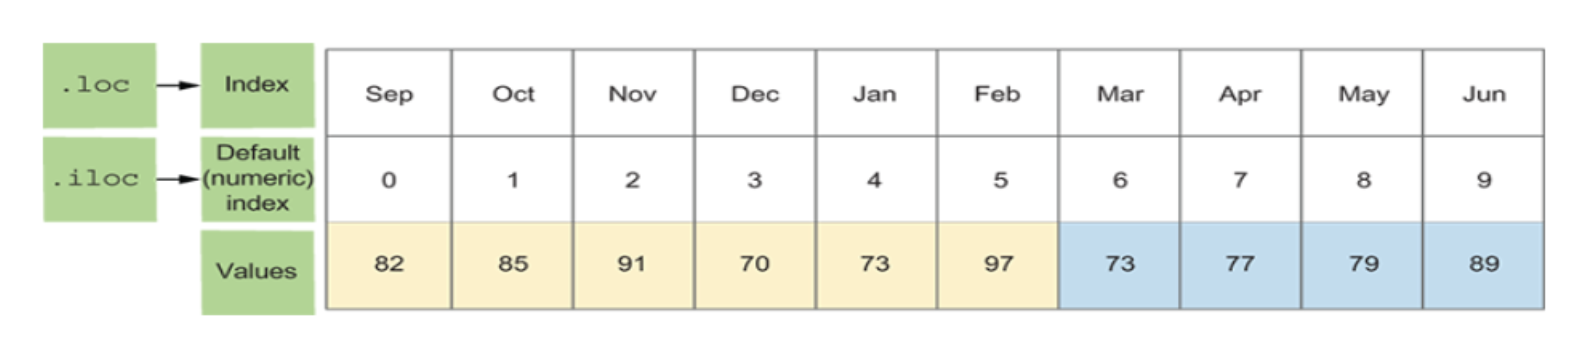 .loc Index Sep Oct Nov Dec Jan Feb Mar Apr May Jun
.iloc Default (numeric) index 0 1 2 3 4 5 6 7 8 9
Values 82 85 91 70 73 97 73 77 79 89